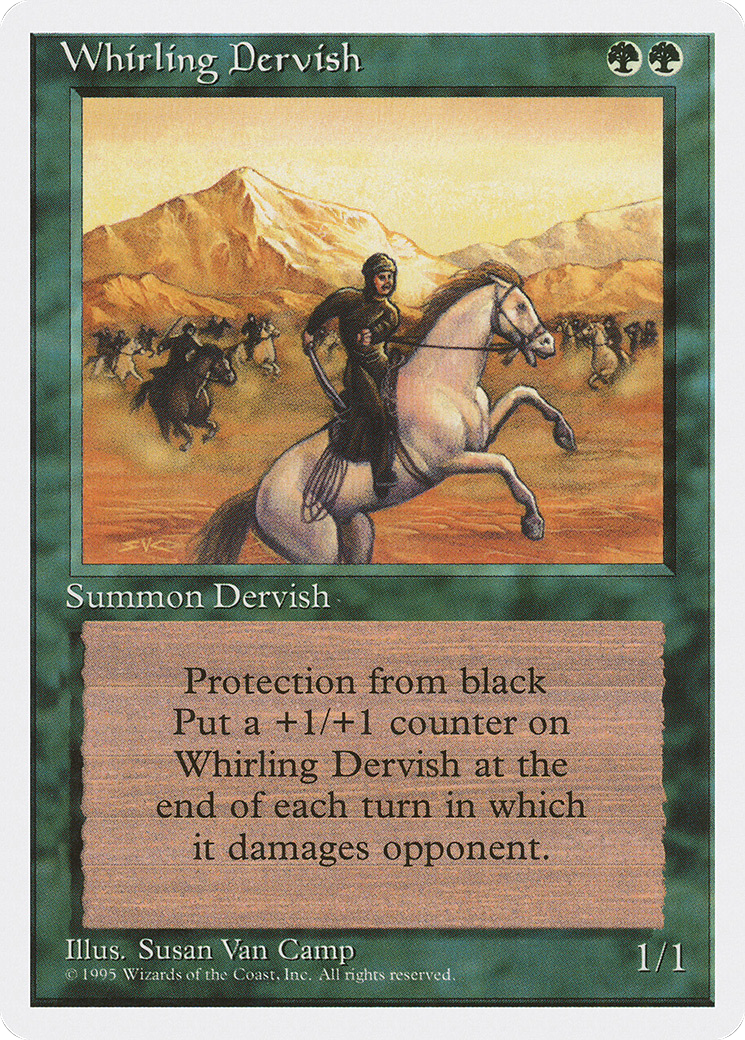 Whirling Dervish
SVC
Summon Dervish
Protection from black
Put a +1/+1 counter on
Whirling Dervish at the
end of each turn in which
it damages opponent.
Illus. Susan Van Camp
1/1
© 1995 Wizards of the Coast, Inc. All rights reserved.